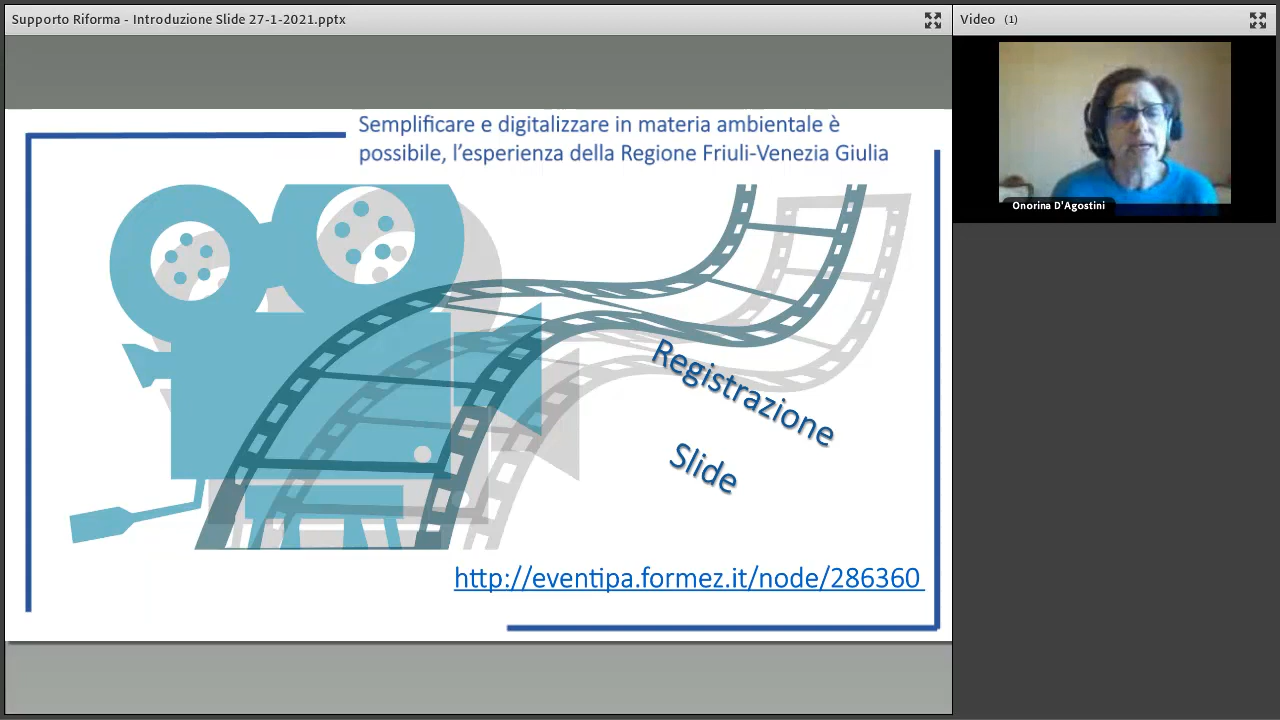 Supporto Riforma - Introduzione Slide 27-1-2021.pptx
Video (1)
Onorina D'Agostini
Semplificare e digitalizzare in materia ambientale è
possibile, l'esperienza della Regione Friuli-Venezia Giulia
Registrazione
Slide
http://eventipa.formez.it/node/286360